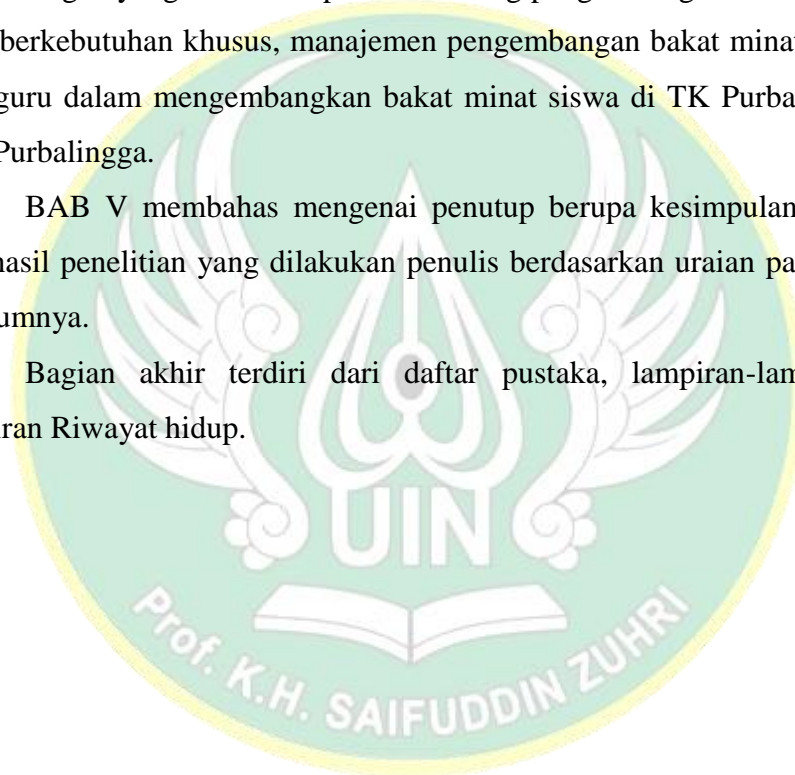 berkebutuhan khusus, manajemen pengembangan bakat minat
guru dalam mengembangkan bakat minat siswa di TK Purba
Purbalingga.
BAB V membahas mengenai penutup berupa kesimpulan
hasil penelitian yang dilakukan penulis berdasarkan uraian pa
umnya.
Bagian akhir terdiri dari daftar pustaka, lampiran-lam
ran Riwayat hidup.
UIN
Prof. K.H. SAIFUDDIN ZUHRI